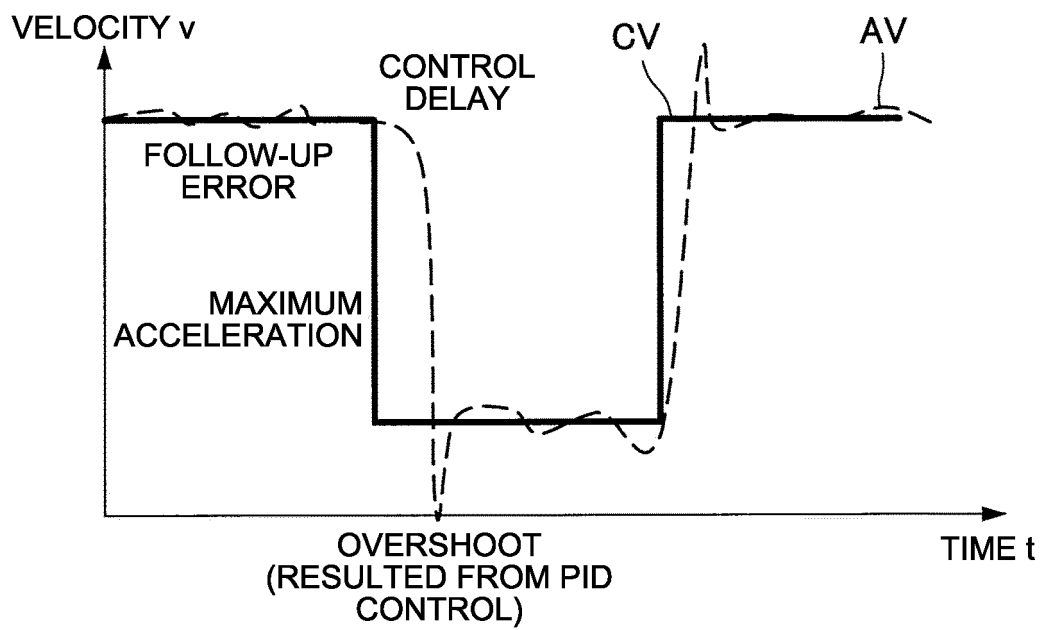 VELOCITY v
CV
AV
CONTROL
DELAY
FOLLOW-UP
ERROR
MAXIMUM
ACCELERATION
OVERSHOOT
(RESULTED FROM PID
CONTROL)
TIME t